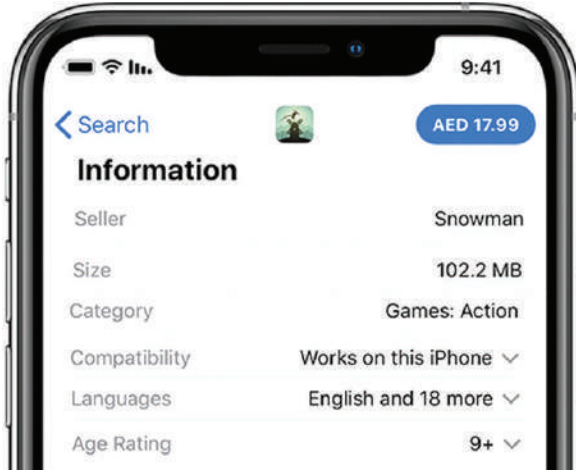 9:41
Search
AED 17.99
Information
Seller Snowman
Size 102.2 MB
Category Games: Action
Compatibility Works on this iPhone
Languages English and 18 more
Age Rating 9+